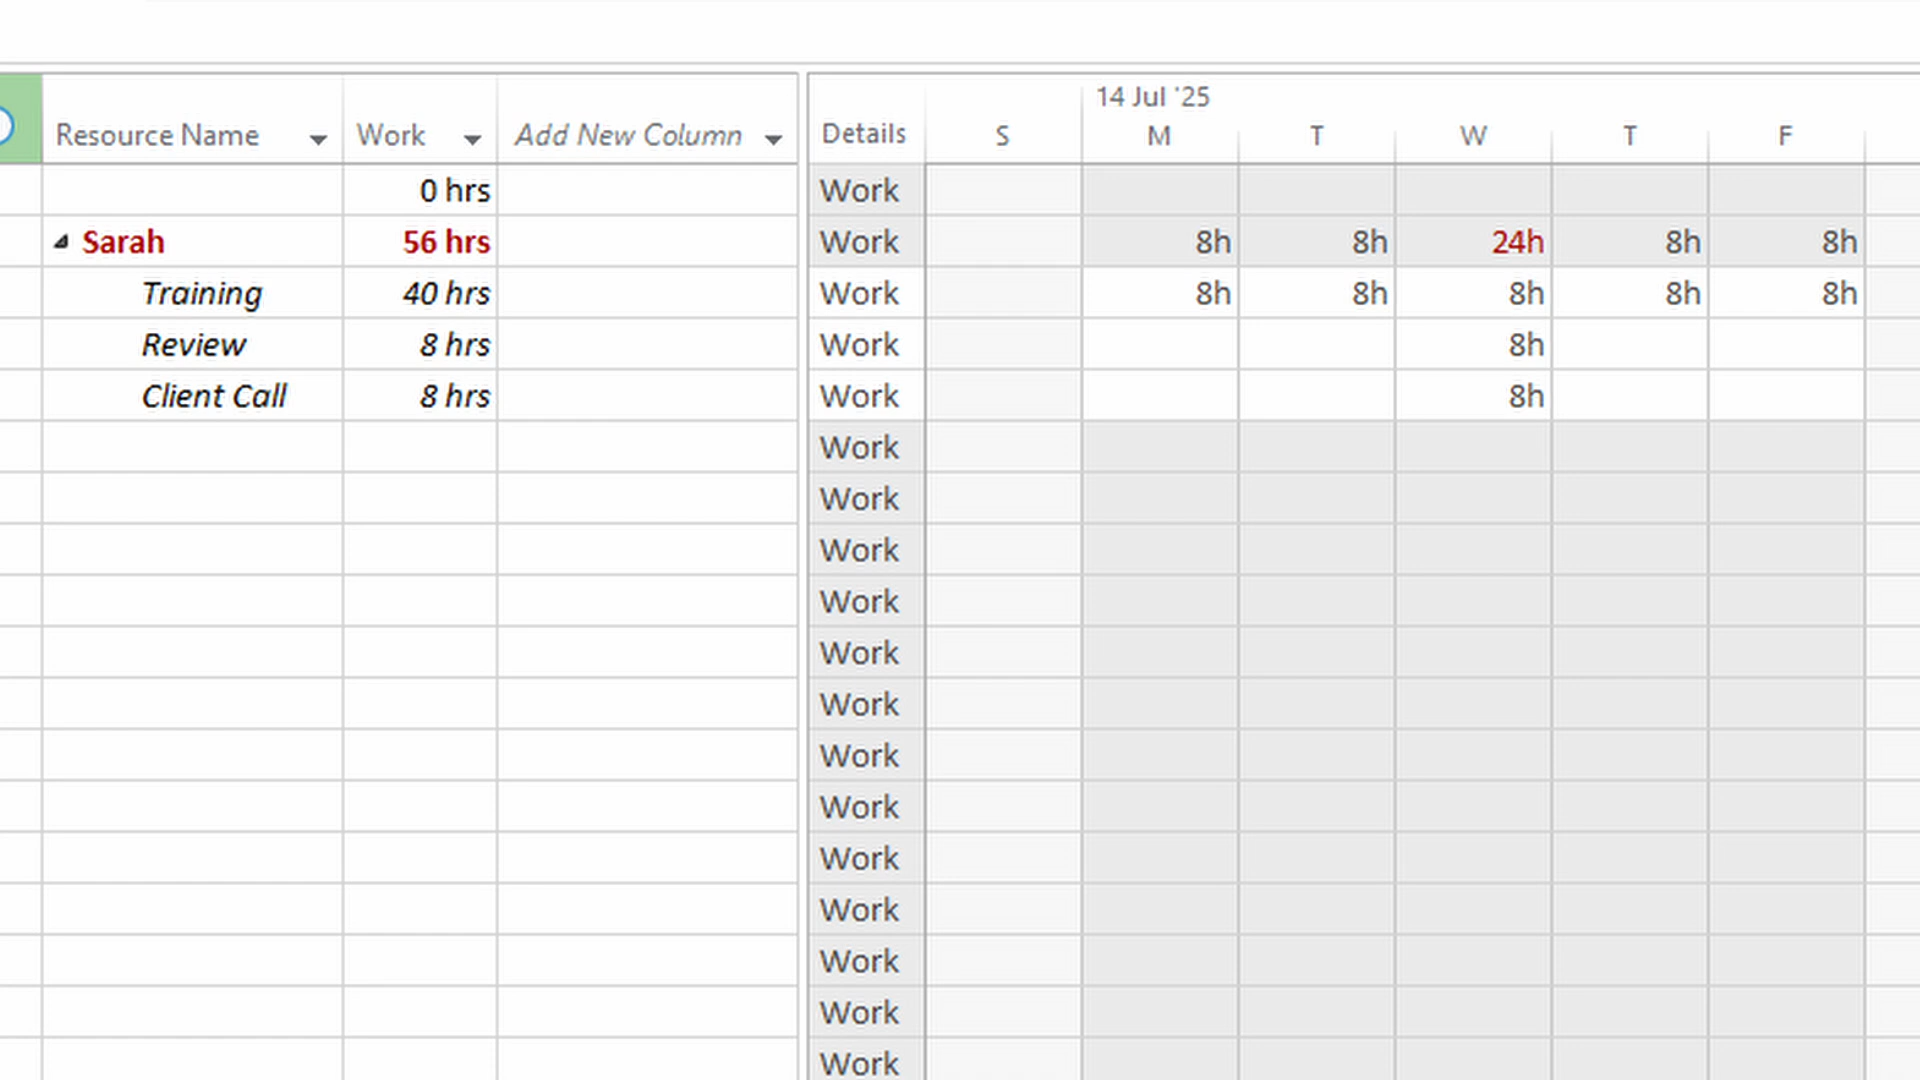 14 Jul '25
Resource Name Work Add New Column Details S M T W T F
0 hrs Work
Sarah 56 hrs Work 8h 8h 24h 8h 8h
Training 40 hrs Work 8h 8h 8h 8h 8h
Review 8 hrs Work 8h
Client Call 8 hrs Work 8h
Work
Work
Work
Work
Work
Work
Work
Work
Work
Work
Work
Work
Work